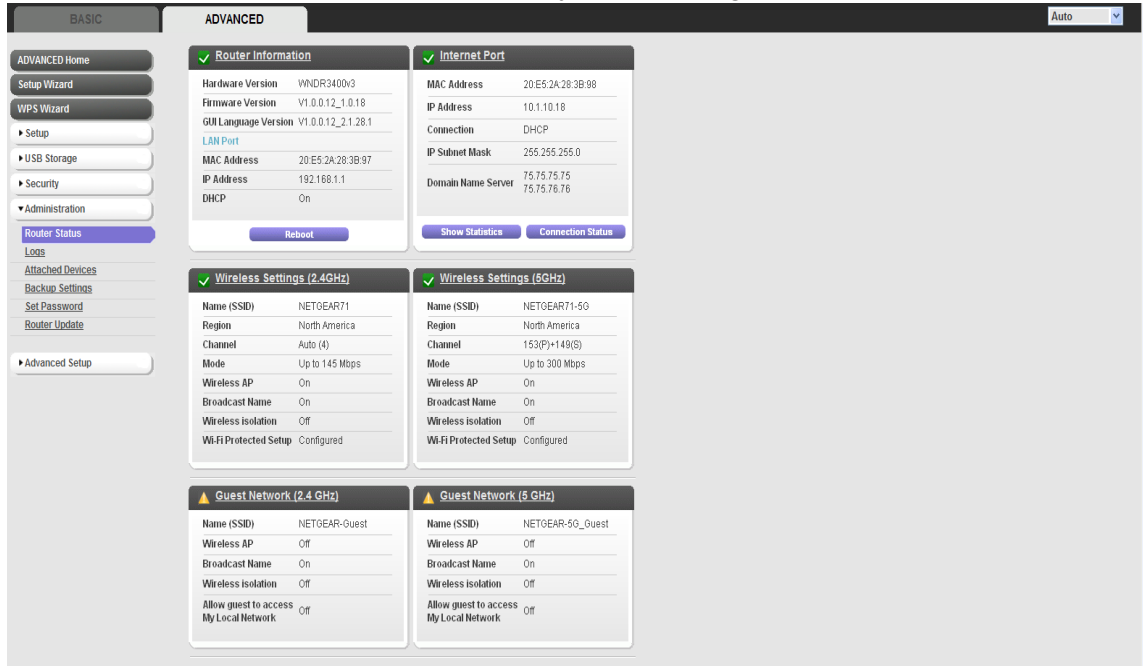 BASIC
ADVANCED
Auto
ADVANCED Home
Setup Wizard
WPS Wizard
Setup
USB Storage
Security
Administration
Router Status
Logs
Attached Devices
Backup Settings
Set Password
Router Update
Advanced Setup
Router Information
Hardware Version WNDR3400v3
Firmware Version V1.0.0.12_1.0.18
GUI Language Version V1.0.0.12_2.1.28.1
LAN Port
MAC Address 20:E5:2A:28:3B:97
IP Address 192.168.1.1
DHCP On
Reboot
Internet Port
MAC Address 20:E5:2A:28:3B:98
IP Address 10.1.10.18
Connection DHCP
IP Subnet Mask 255.255.255.0
Domain Name Server 75.75.75.75
75.75.76.76
Show Statistics Connection Status
Wireless Settings (2.4GHz)
Name (SSID) NETGEAR71
Region North America
Channel Auto (4)
Mode Up to 145 Mbps
Wireless AP On
Broadcast Name On
Wireless isolation Off
Wi-Fi Protected Setup Configured
Wireless Settings (5GHz)
Name (SSID) NETGEAR71-5G
Region North America
Channel 153(P)+149(S)
Mode Up to 300 Mbps
Wireless AP On
Broadcast Name On
Wireless isolation Off
Wi-Fi Protected Setup Configured
Guest Network (2.4 GHz)
Name (SSID) NETGEAR-Guest
Wireless AP Off
Broadcast Name On
Wireless isolation Off
Allow guest to access
My Local Network Off
Guest Network (5 GHz)
Name (SSID) NETGEAR-5G_Guest
Wireless AP Off
Broadcast Name On
Wireless isolation Off
Allow guest to access
My Local Network Off